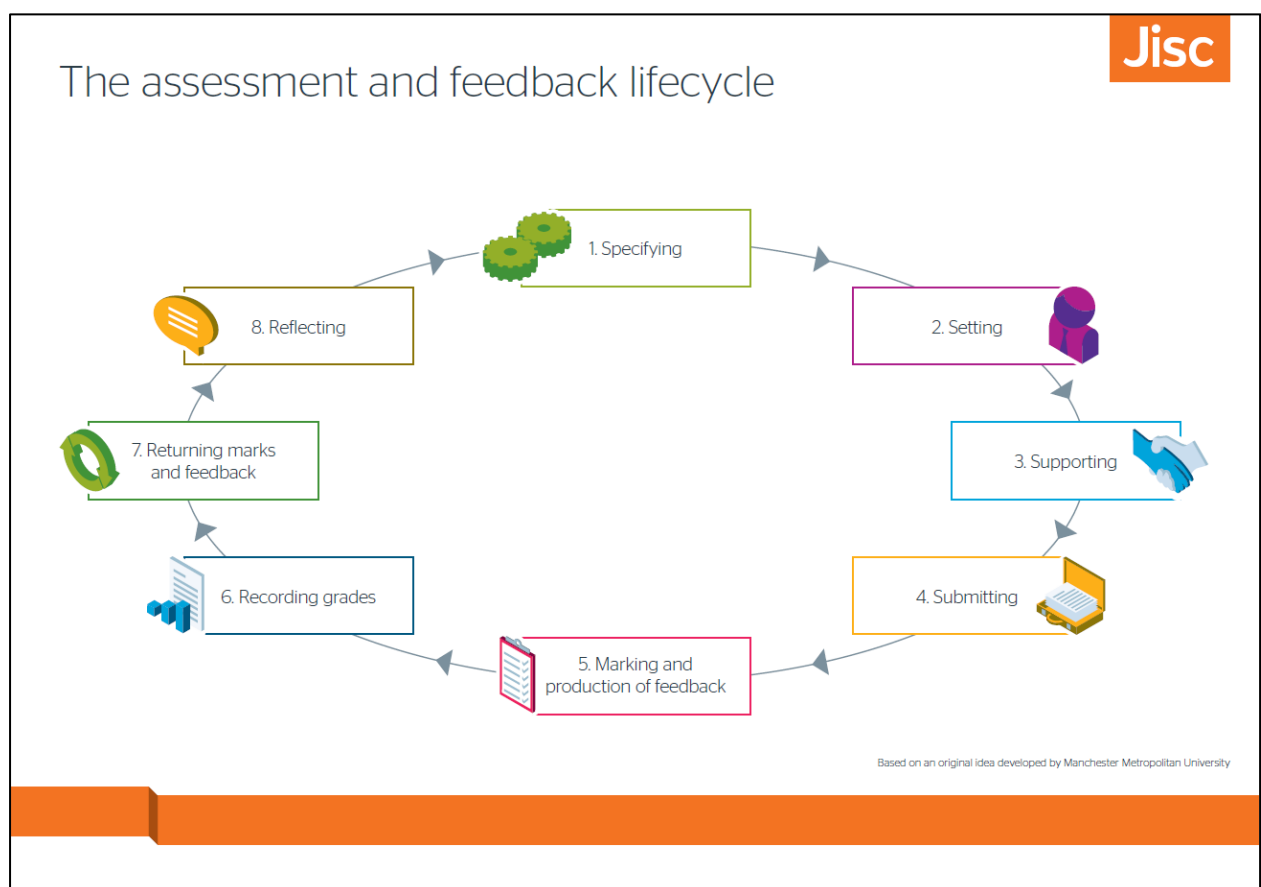 Jisc
The assessment and feedback lifecycle
1. Specifying
2. Setting
3. Supporting
4. Submitting
5. Marking and
production of feedback
6. Recording grades
7. Returning marks
and feedback
8. Reflecting
Based on an original idea developed by Manchester Metropolitan University